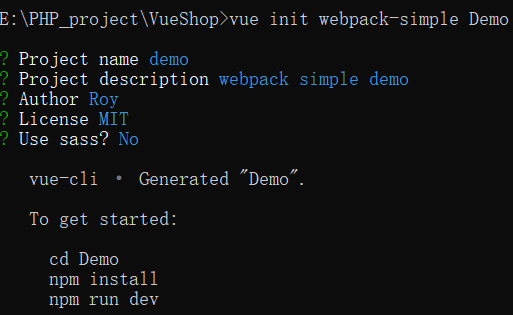 E:\PHP_project\VueShop>vue init webpack-simple Demo
? Project name demo
? Project description webpack simple demo
? Author Roy
? License MIT
? Use sass? No
vue-cli · Generated "Demo".
To get started:
cd Demo
npm install
npm run dev